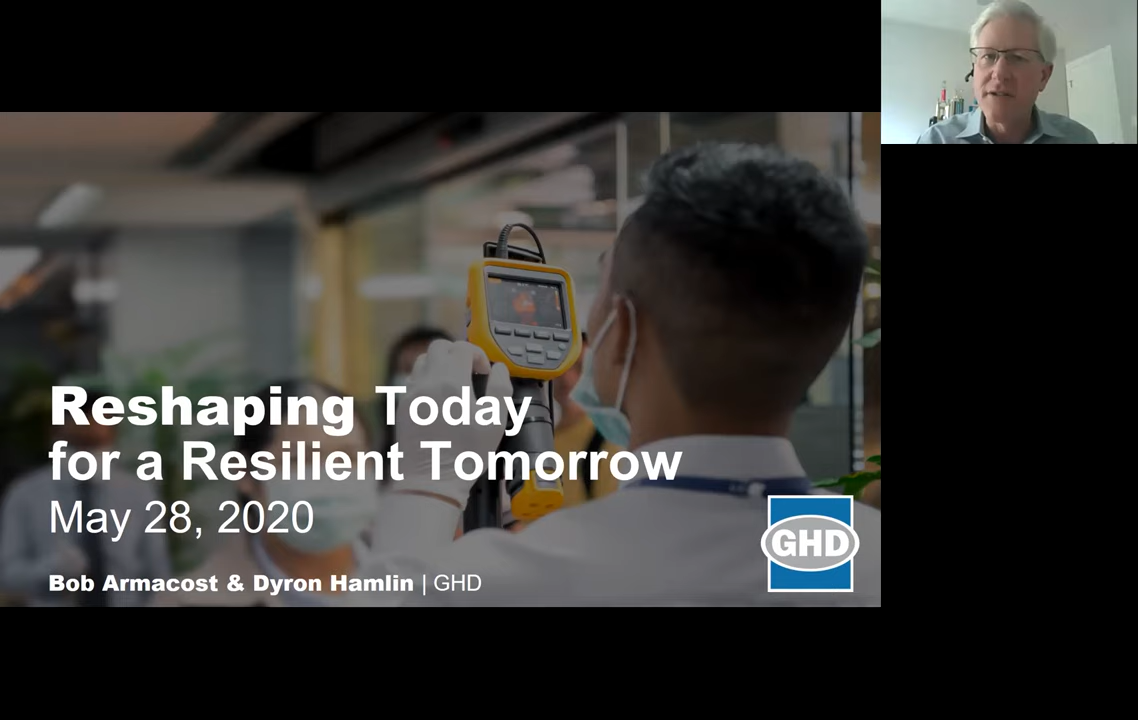 Reshaping Today
for a Resilient Tomorrow
May 28, 2020
Bob Armacost & Dyron Hamlin | GHD
GHD